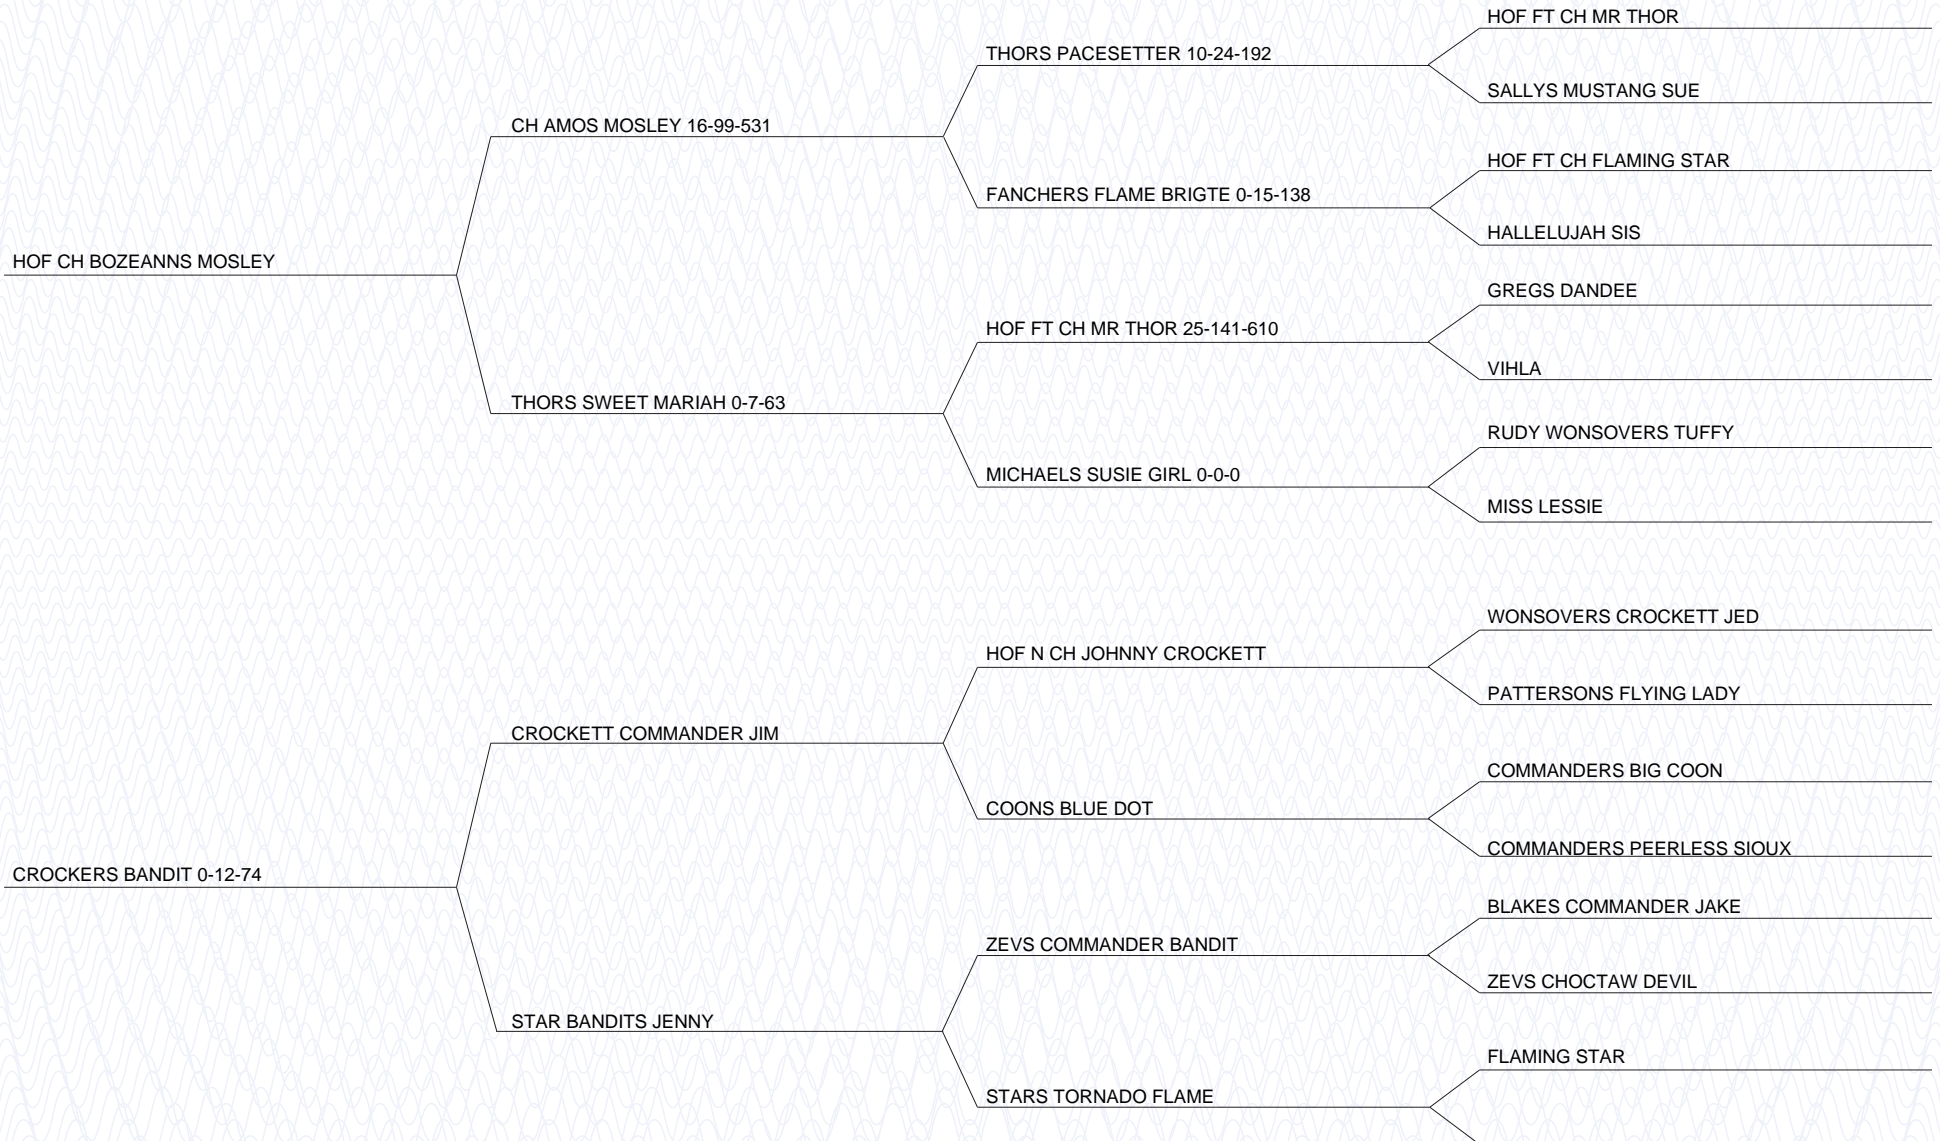 HOF FT CH MR THOR
THORS PACESETTER 10-24-192
SALLYS MUSTANG SUE
CH AMOS MOSLEY 16-99-531
HOF FT CH FLAMING STAR
FANCHERS FLAME BRIGTE 0-15-138
HALLELUJAH SIS
HOF CH BOZEANNS MOSLEY
GREGS DANDEE
HOF FT CH MR THOR 25-141-610
VIHLA
THORS SWEET MARIAH 0-7-63
RUDY WONSOVERS TUFFY
MICHAELS SUSIE GIRL 0-0-0
MISS LESSIE
WONSOVERS CROCKETT JED
HOF N CH JOHNNY CROCKETT
PATTERSONS FLYING LADY
CROCKETT COMMANDER JIM
COMMANDERS BIG COON
COONS BLUE DOT
COMMANDERS PEERLESS SIOUX
CROCKERS BANDIT 0-12-74
BLAKES COMMANDER JAKE
ZEVS COMMANDER BANDIT
ZEVS CHOCTAW DEVIL
STAR BANDITS JENNY
FLAMING STAR
STARS TORNADO FLAME